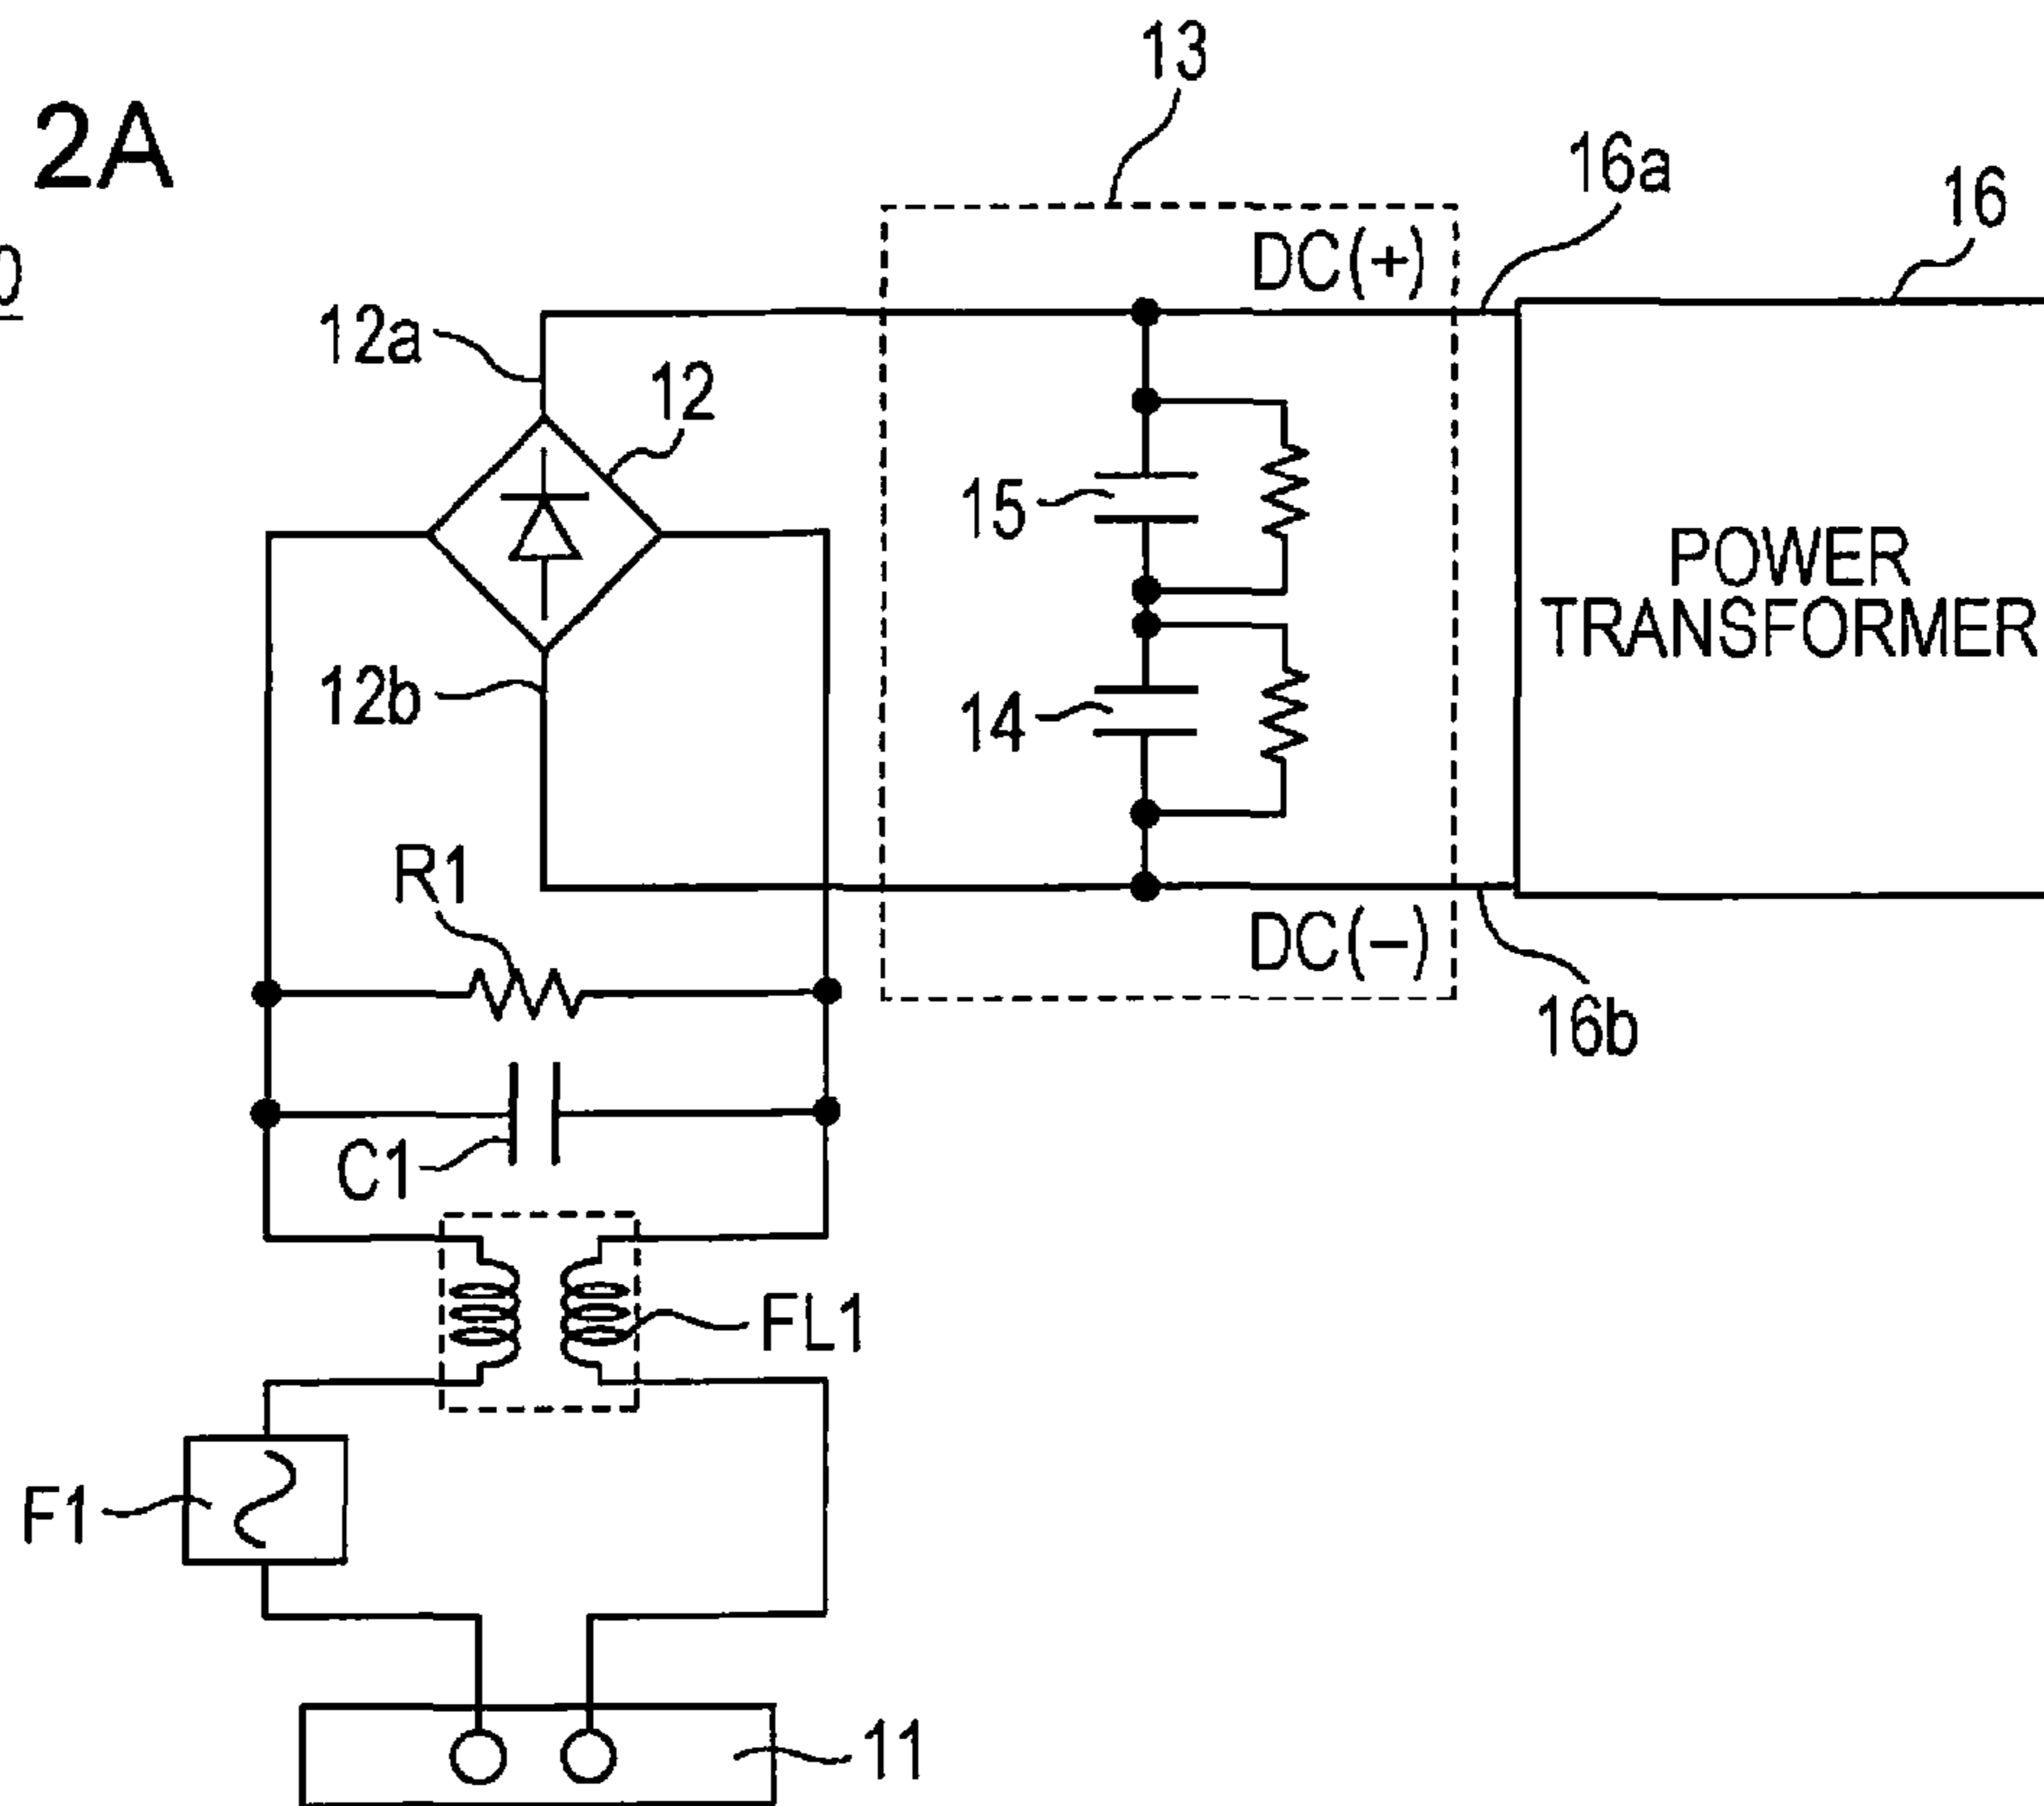 13
2A
16a
16
0
DC(+)
12a
12
15
POWER
TRANSFORMER
12b
14
R1
DC(−)
16b
C1
FL1
F1
11